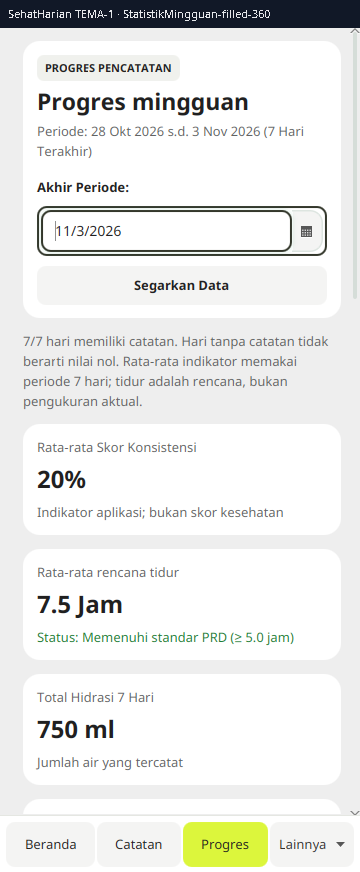 SehatHarian TEMA-1 · StatistikMingguan-filled-360
PROGRES PENCATATAN
Progres mingguan
Periode: 28 Okt 2026 s.d. 3 Nov 2026 (7 Hari
Terakhir)
Akhir Periode:
11/3/2026
Segarkan Data
7/7 hari memiliki catatan. Hari tanpa catatan tidak
berarti nilai nol. Rata-rata indikator memakai
periode 7 hari; tidur adalah rencana, bukan
pengukuran aktual.
Rata-rata Skor Konsistensi
20%
Indikator aplikasi; bukan skor kesehatan
Rata-rata rencana tidur
7.5 Jam
Status: Memenuhi standar PRD (≥ 5.0 jam)
Total Hidrasi 7 Hari
750 ml
Jumlah air yang tercatat
Beranda
Catatan
Progres
Lainnya